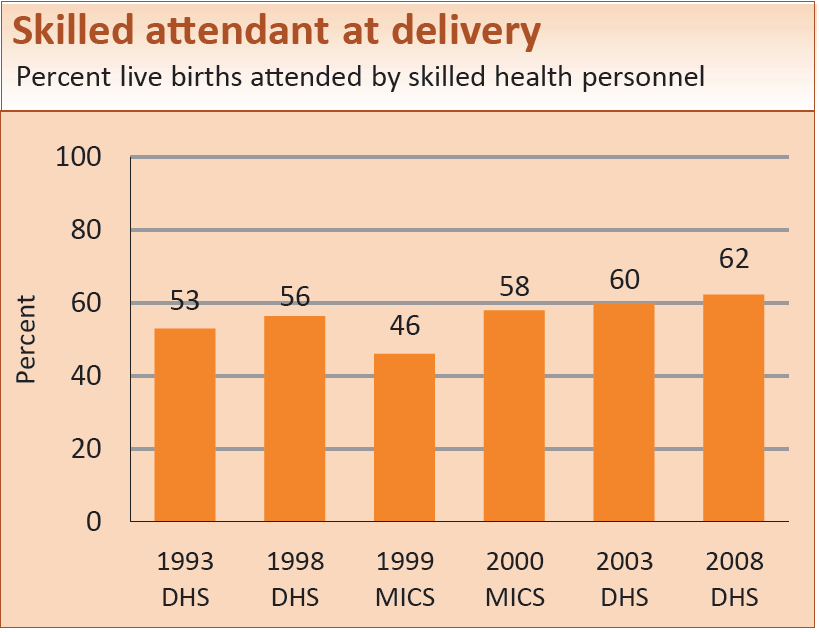 Skilled attendant at delivery
Percent live births attended by skilled health personnel
Percent
100
80
60
40
20
0
53
56
46
58
60
62
1993 DHS
1998 DHS
1999 MICS
2000 MICS
2003 DHS
2008 DHS